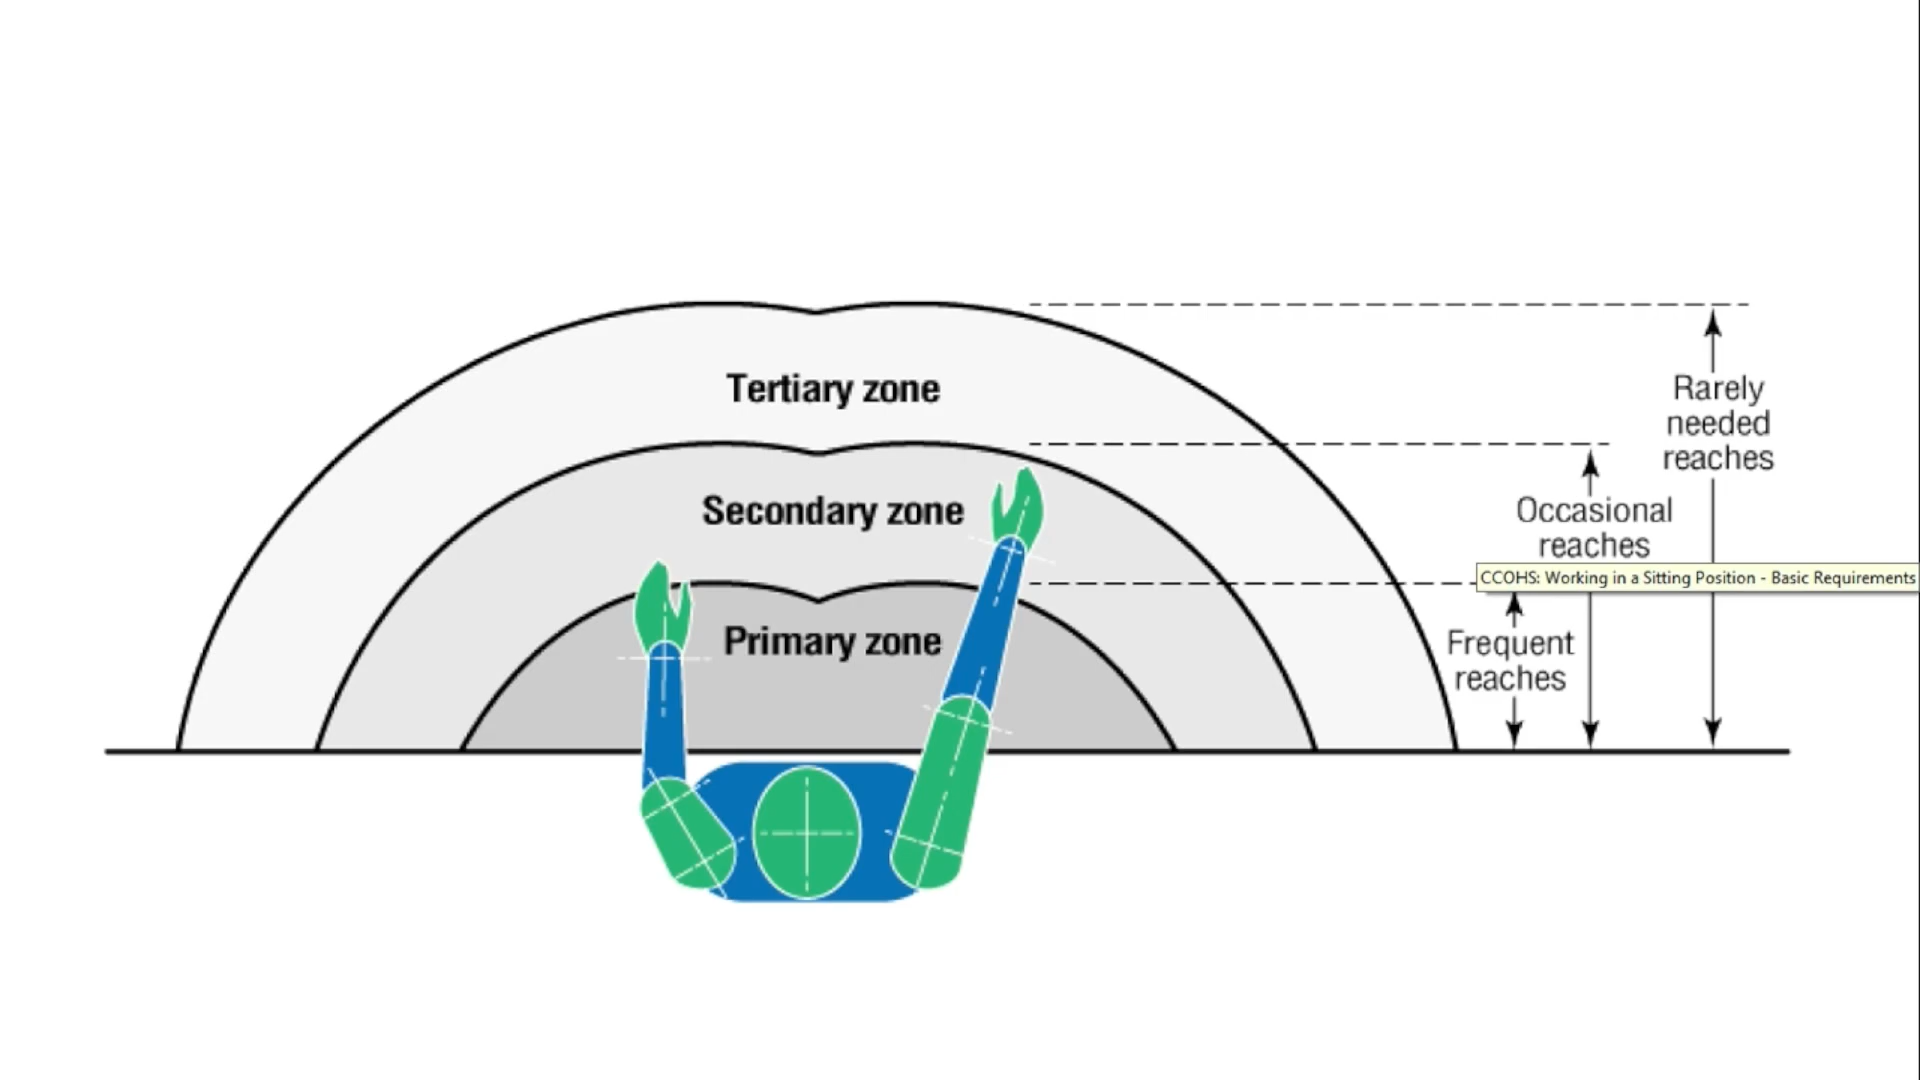 Tertiary zone
Secondary zone
Primary zone
Rarely
needed
reaches
Occasional
reaches
CCOHS: Working in a Sitting Position - Basic Requirements
Frequent
reaches